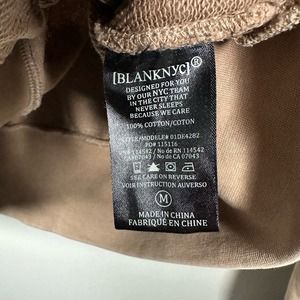 [BLANKNYC]®
DESIGNED FOR YOU
BY OUR NYC TEAM
IN THE CITY THAT
NEVER SLEEPS
BECAUSE WE CARE
100% COTTON/COTON
STYLE/MODELE# 01DE4282
PO# 115116
114542 / No de RN 114542
CA#07043 / No de CA 07043
SEE CARE ON REVERSE
VOIR INSTRUCTION AUVERSO
M
MADE IN CHINA
FABRIQUÉ EN CHINE